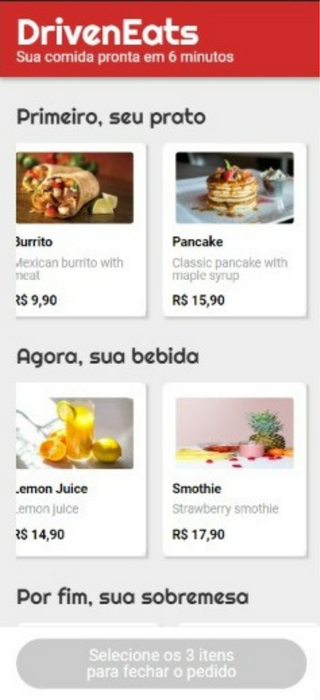 DrivenEats
Sua comida pronta em 6 minutos
Primeiro, seu prato
Burrito
Pancake
Mexican burrito with
meat
Classic pancake with
maple syrup
R$ 9,90
R$ 15,90
Agora, sua bebida
Lemon Juice
Smothie
Lemon juice
Strawberry smothie
R$ 14,90
R$ 17,90
Por fim, sua sobremesa
Selecione os 3 itens
para fechar o pedido